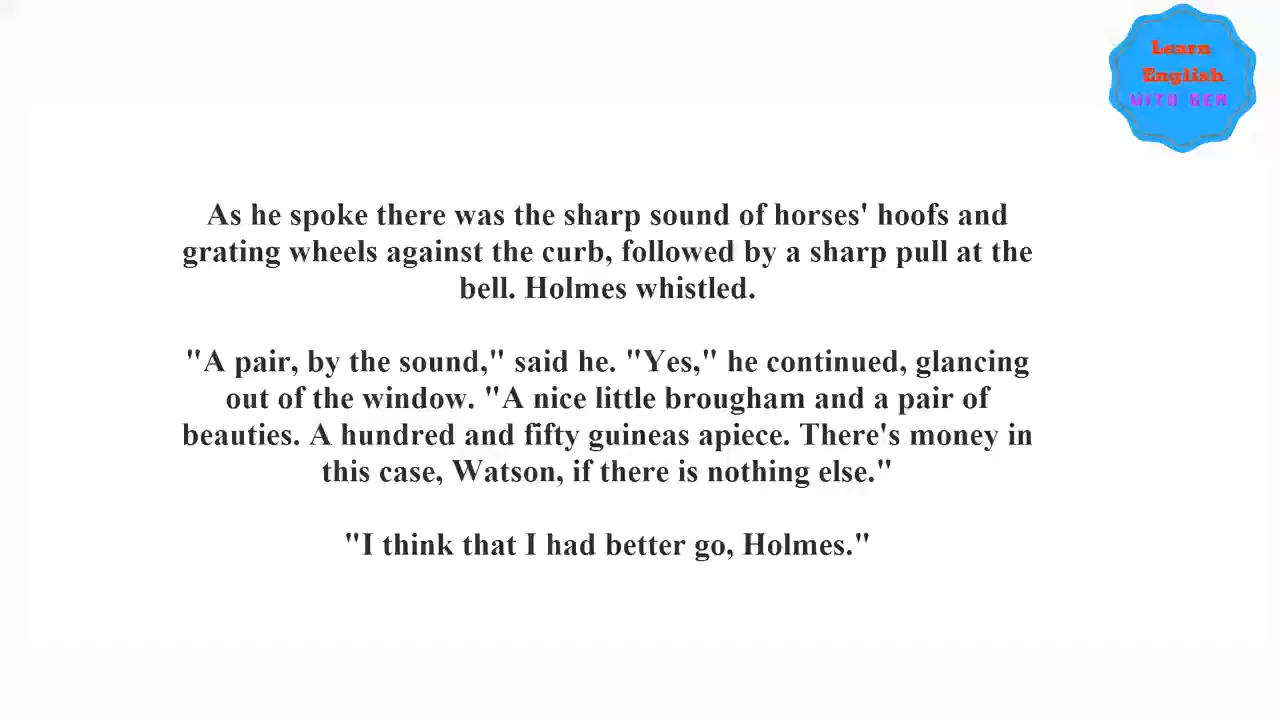 Learn
English
WITH GEM
As he spoke there was the sharp sound of horses' hoofs and
grating wheels against the curb, followed by a sharp pull at the
bell. Holmes whistled.
"A pair, by the sound," said he. "Yes," he continued, glancing
out of the window. "A nice little brougham and a pair of
beauties. A hundred and fifty guineas apiece. There's money in
this case, Watson, if there is nothing else."
"I think that I had better go, Holmes."